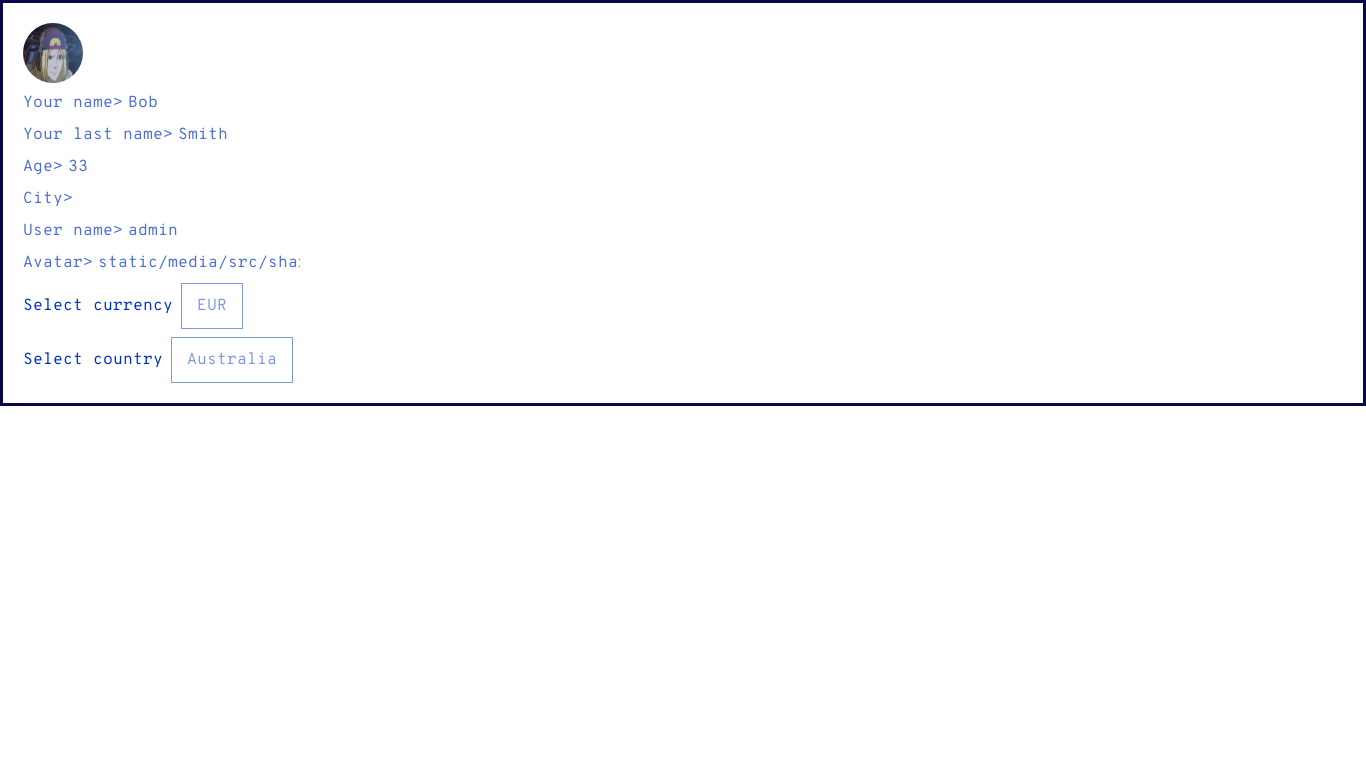 Your name> Bob
Your last name> Smith
Age> 33
City>
User name> admin
Avatar> static/media/src/sha
Select currency EUR
Select country Australia